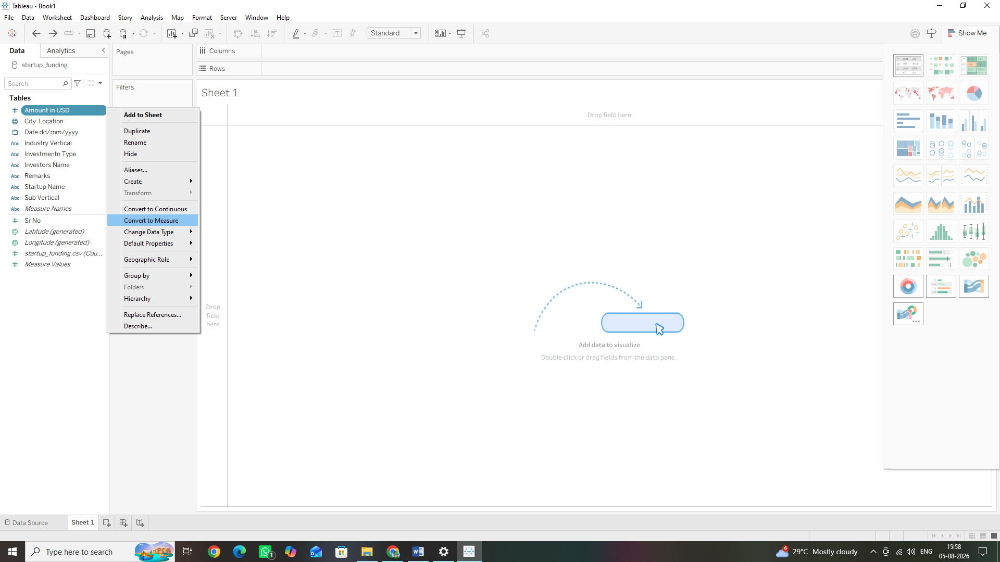 Tableau - Book1
File Data Worksheet Dashboard Story Analysis Map Format Server Window Help
Standard
Show Me
Data Analytics
startup_funding
Search
Tables
Amount in USD
City Location
Date dd/mm/yyyy
Abc Industry Vertical
Abc Investmentn Type
Abc Investors Name
Abc Remarks
Abc Startup Name
Abc Sub Vertical
Abc Measure Names
Sr No
Latitude (generated)
Longitude (generated)
startup_funding.csv (Cou...
Measure Values
Pages
Filters
Columns
Rows
Sheet 1
Add to Sheet
Duplicate
Rename
Hide
Aliases...
Create
Transform
Convert to Continuous
Convert to Measure
Change Data Type
Default Properties
Geographic Role
Group by
Folders
Hierarchy
Replace References...
Describe...
Drop field here
Drop
field
here
Add data to visualize
Double-click or drag fields from the data pane.
Data Source Sheet 1
Type here to search
1
6
29°C Mostly cloudy
ENG
15:58
05-08-2026